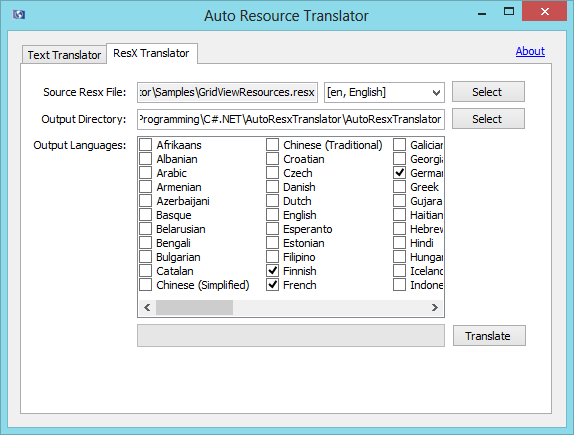 Auto Resource Translator
Text Translator ResX Translator About
Source Resx File: :or\Samples\GridViewResources.resx [en, English] Select
Output Directory: Programming\C#.NET\AutoResxTranslator\AutoResxTranslator Select
Output Languages: Afrikaans Chinese (Traditional) Galician
Albanian Croatian Georgia
Arabic Czech German
Armenian Danish Greek
Azerbaijani Dutch Gujara
Basque English Haitian
Belarusian Esperanto Hebrew
Bengali Estonian Hindi
Bulgarian Filipino Hungar
Catalan Finnish Iceland
Chinese (Simplified) French Indone
Translate